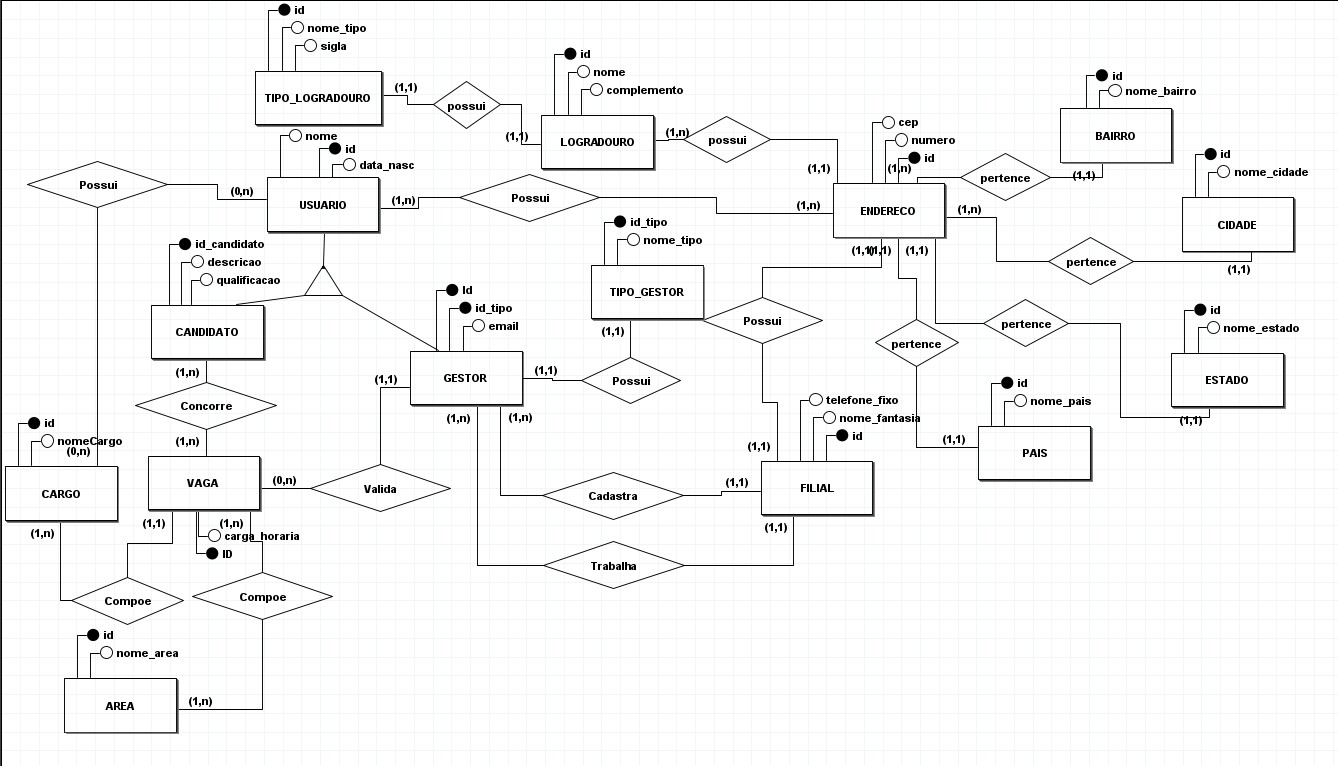 id
nome_tipo
sigla
TIPO_LOGRADOURO
(1,1)
possui
(1,1)
id
nome
complemento
LOGRADOURO
(1,n)
possui
(1,1)
cep
numero
id
(1,n)
ENDERECO
pertence
(1,1)
id
nome_bairro
BAIRRO
id
nome_cidade
CIDADE
(1,n)
pertence
(1,1)
Possui
(0,n)
nome
id
data_nasc
USUARIO
(1,n)
Possui
(1,n)
(1,1)
(1,1)
(1,1)
id_candidato
descricao
qualificacao
CANDIDATO
(1,n)
Concorre
(1,n)
id_tipo
nome_tipo
TIPO_GESTOR
(1,1)
Possui
Possui
(1,1)
pertence
(1,1)
pertence
(1,1)
id
nome_estado
ESTADO
id
nome_pais
PAIS
Id
id_tipo
email
GESTOR
(1,1)
(1,1)
(1,n)
(1,n)
id
nomeCargo
(0,n)
CARGO
(1,n)
VAGA
(0,n)
Valida
(1,1)
(1,n)
carga_horaria
ID
Cadastra
(1,1)
telefone_fixo
nome_fantasia
id
FILIAL
(1,1)
Trabalha
Compoe
Compoe
id
nome_area
AREA
(1,n)